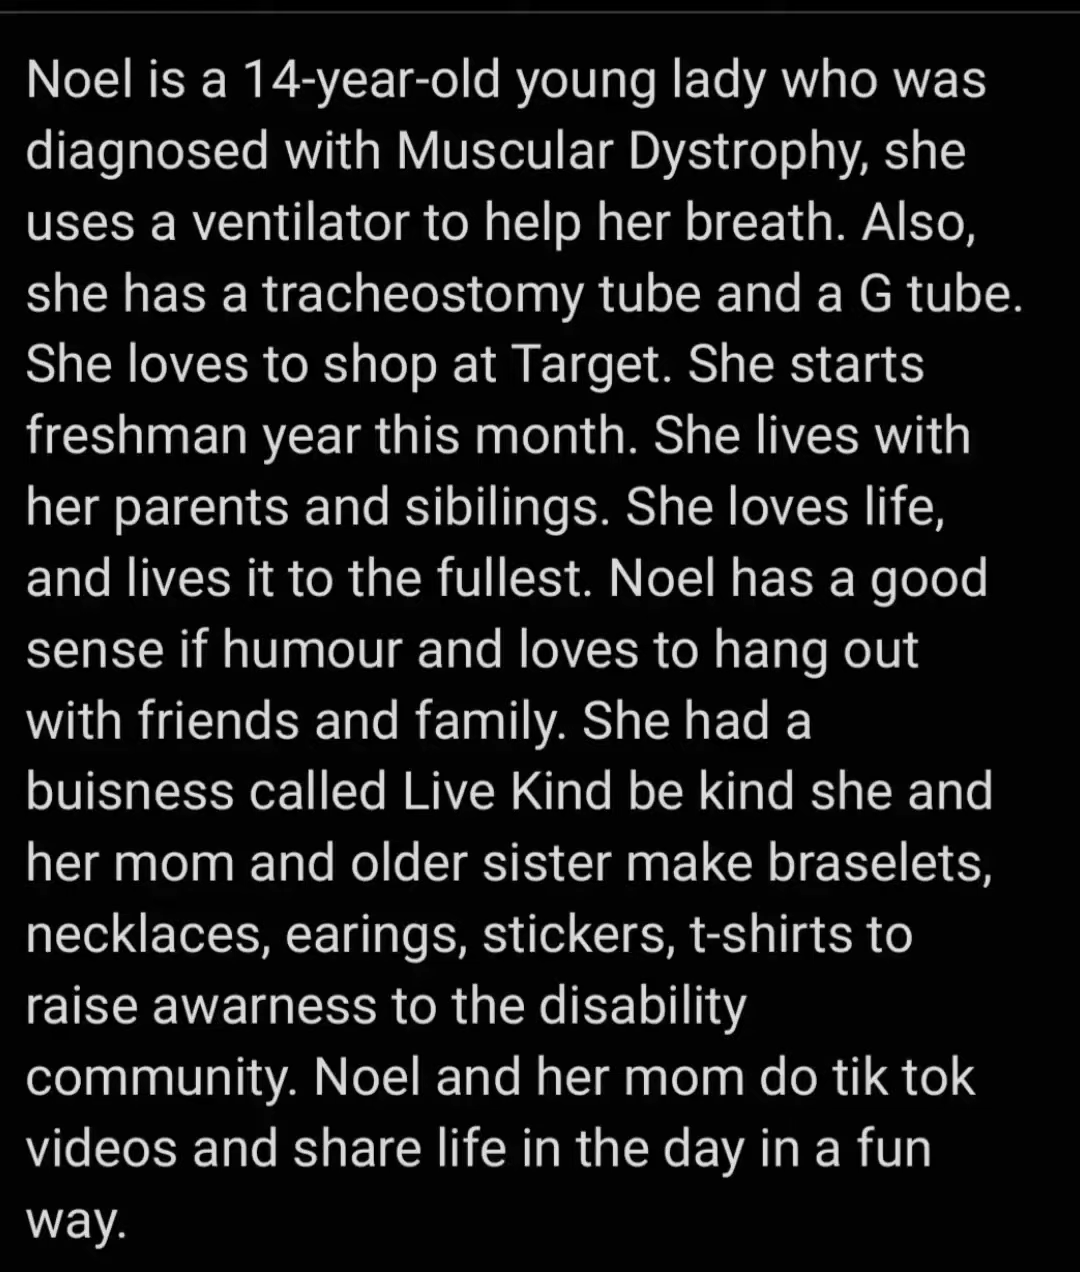 Noel is a 14-year-old young lady who was
diagnosed with Muscular Dystrophy, she
uses a ventilator to help her breath. Also,
she has a tracheostomy tube and a G tube.
She loves to shop at Target. She starts
freshman year this month. She lives with
her parents and sibilings. She loves life,
and lives it to the fullest. Noel has a good
sense if humour and loves to hang out
with friends and family. She had a
buisness called Live Kind be kind she and
her mom and older sister make braselets,
necklaces, earings, stickers, t-shirts to
raise awarness to the disability
community. Noel and her mom do tik tok
videos and share life in the day in a fun
way.